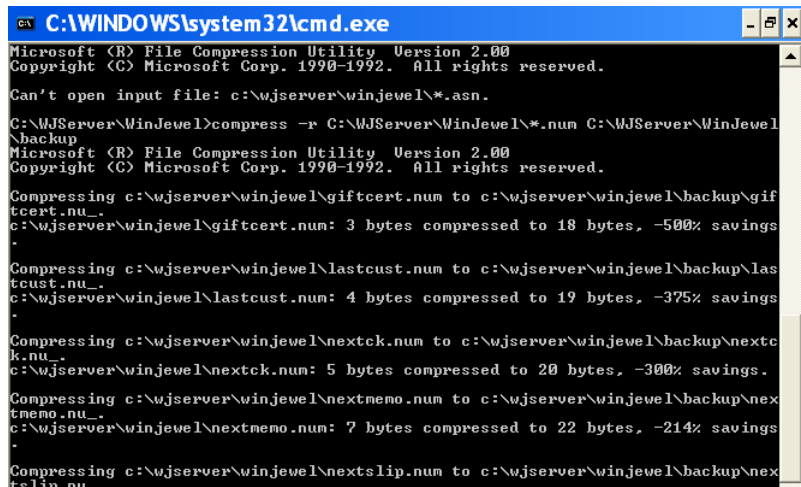 C:\WINDOWS\system32\cmd.exe
Microsoft (R) File Compression Utility  Version 2.00
Copyright (C) Microsoft Corp. 1990-1992.  All rights reserved.
Can't open input file: c:\wjserver\winjewel\*.asn.
C:\WJServer\WinJewel>compress -r C:\WJServer\WinJewel\*.num C:\WJServer\WinJewel
\backup
Microsoft (R) File Compression Utility  Version 2.00
Copyright (C) Microsoft Corp. 1990-1992.  All rights reserved.
Compressing c:\wjserver\winjewel\giftcert.num to c:\wjserver\winjewel\backup\gif
tcert.nu_.
c:\wjserver\winjewel\giftcert.num: 3 bytes compressed to 18 bytes, -500% savings
.
Compressing c:\wjserver\winjewel\lastcust.num to c:\wjserver\winjewel\backup\las
tcust.nu_.
c:\wjserver\winjewel\lastcust.num: 4 bytes compressed to 19 bytes, -375% savings
.
Compressing c:\wjserver\winjewel\nextck.num to c:\wjserver\winjewel\backup\nextc
k.nu_.
c:\wjserver\winjewel\nextck.num: 5 bytes compressed to 20 bytes, -300% savings.
Compressing c:\wjserver\winjewel\nextmemo.num to c:\wjserver\winjewel\backup\nex
tmemo.nu_.
c:\wjserver\winjewel\nextmemo.num: 7 bytes compressed to 22 bytes, -214% savings
.
Compressing c:\wjserver\winjewel\nextslip.num to c:\wjserver\winjewel\backup\nex
tslip.nu